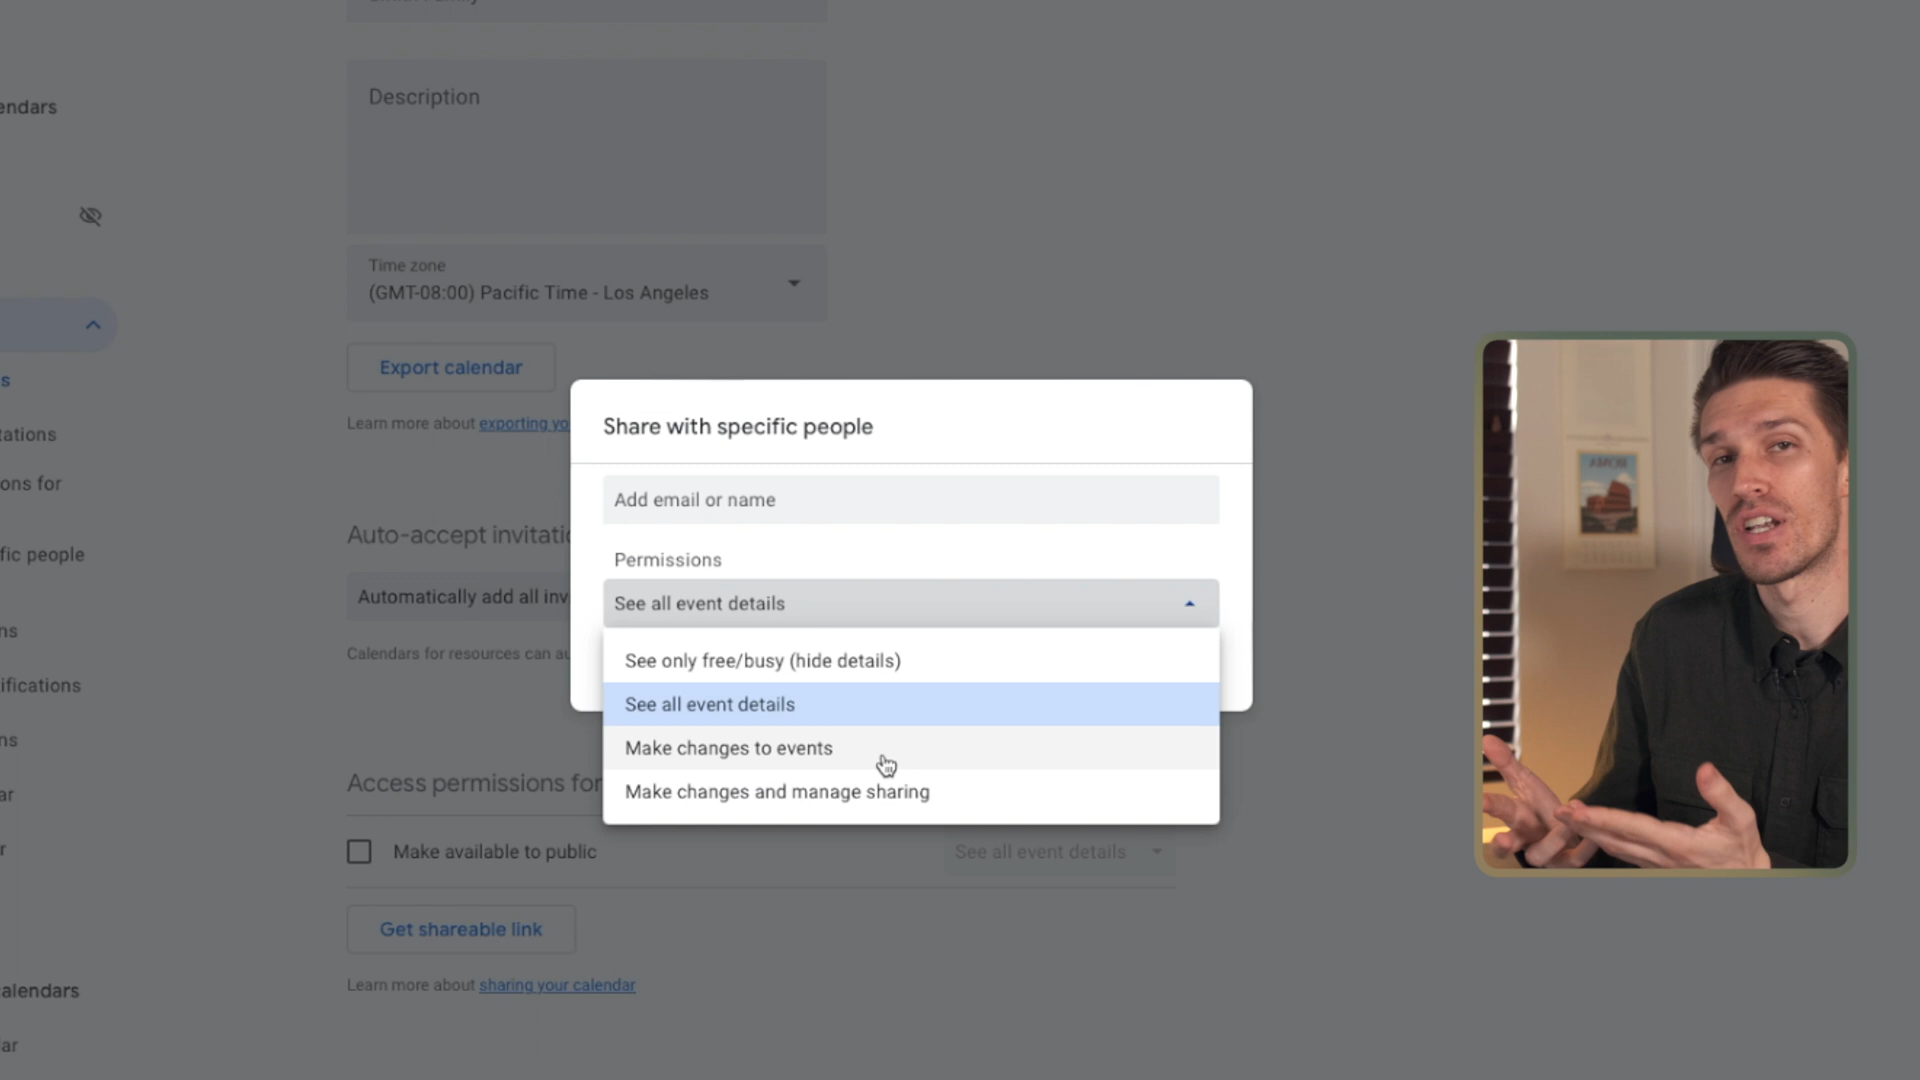 endars
Description
Time zone
(GMT-08:00) Pacific Time - Los Angeles
s
Export calendar
Learn more about exporting yo
tations
ons for
fic people
Auto-accept invitatio
Automatically add all inv
ns
Calendars for resources can au
ifications
ns
ar
r
Access permissions for
Make available to public
See all event details
Get shareable link
Learn more about sharing your calendar
alendars
ar
Share with specific people
Add email or name
Permissions
See all event details
See only free/busy (hide details)
See all event details
Make changes to events
Make changes and manage sharing
ROMA